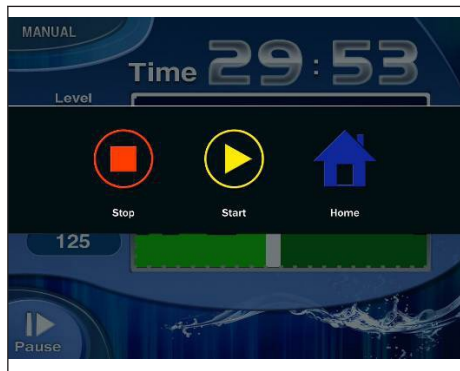 MANUAL
Time 29:53
Level
Stop Start Home
125
Pause